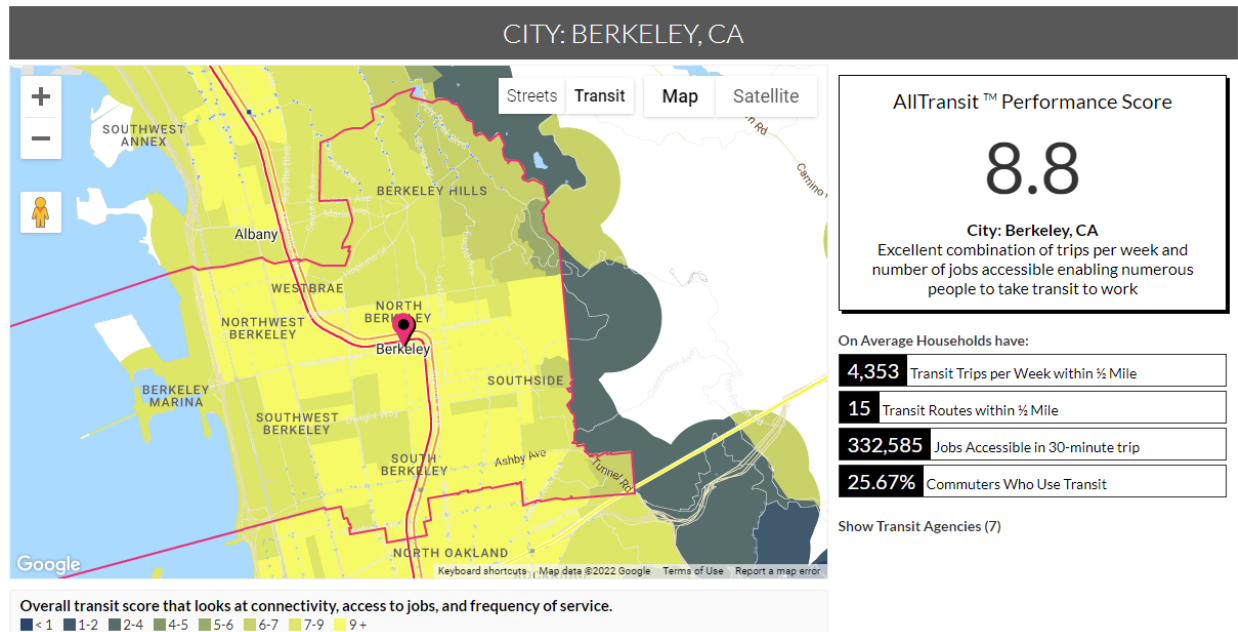 CITY: BERKELEY, CA
Streets Transit Map Satellite
SOUTHWEST
ANNEX
Camino
BERKELEY HILLS
Albany
WESTBRAE
NORTH
BERKELEY
NORTHWEST
BERKELEY
Berkeley
SOUTHSIDE
BERKELEY
MARINA
SOUTHWEST
BERKELEY
Dwight Way
SOUTH
BERKELEY
Ashby Ave
Tunnel Rd
NORTH OAKLAND
Google
Keyboard shortcuts Map data ©2022 Google Terms of Use Report a map error
Overall transit score that looks at connectivity, access to jobs, and frequency of service.
< 1 1-2 2-4 4-5 5-6 6-7 7-9 9 +
AllTransit ™ Performance Score
8.8
City: Berkeley, CA
Excellent combination of trips per week and
number of jobs accessible enabling numerous
people to take transit to work
On Average Households have:
4,353 Transit Trips per Week within ½ Mile
15 Transit Routes within ½ Mile
332,585 Jobs Accessible in 30-minute trip
25.67% Commuters Who Use Transit
Show Transit Agencies (7)